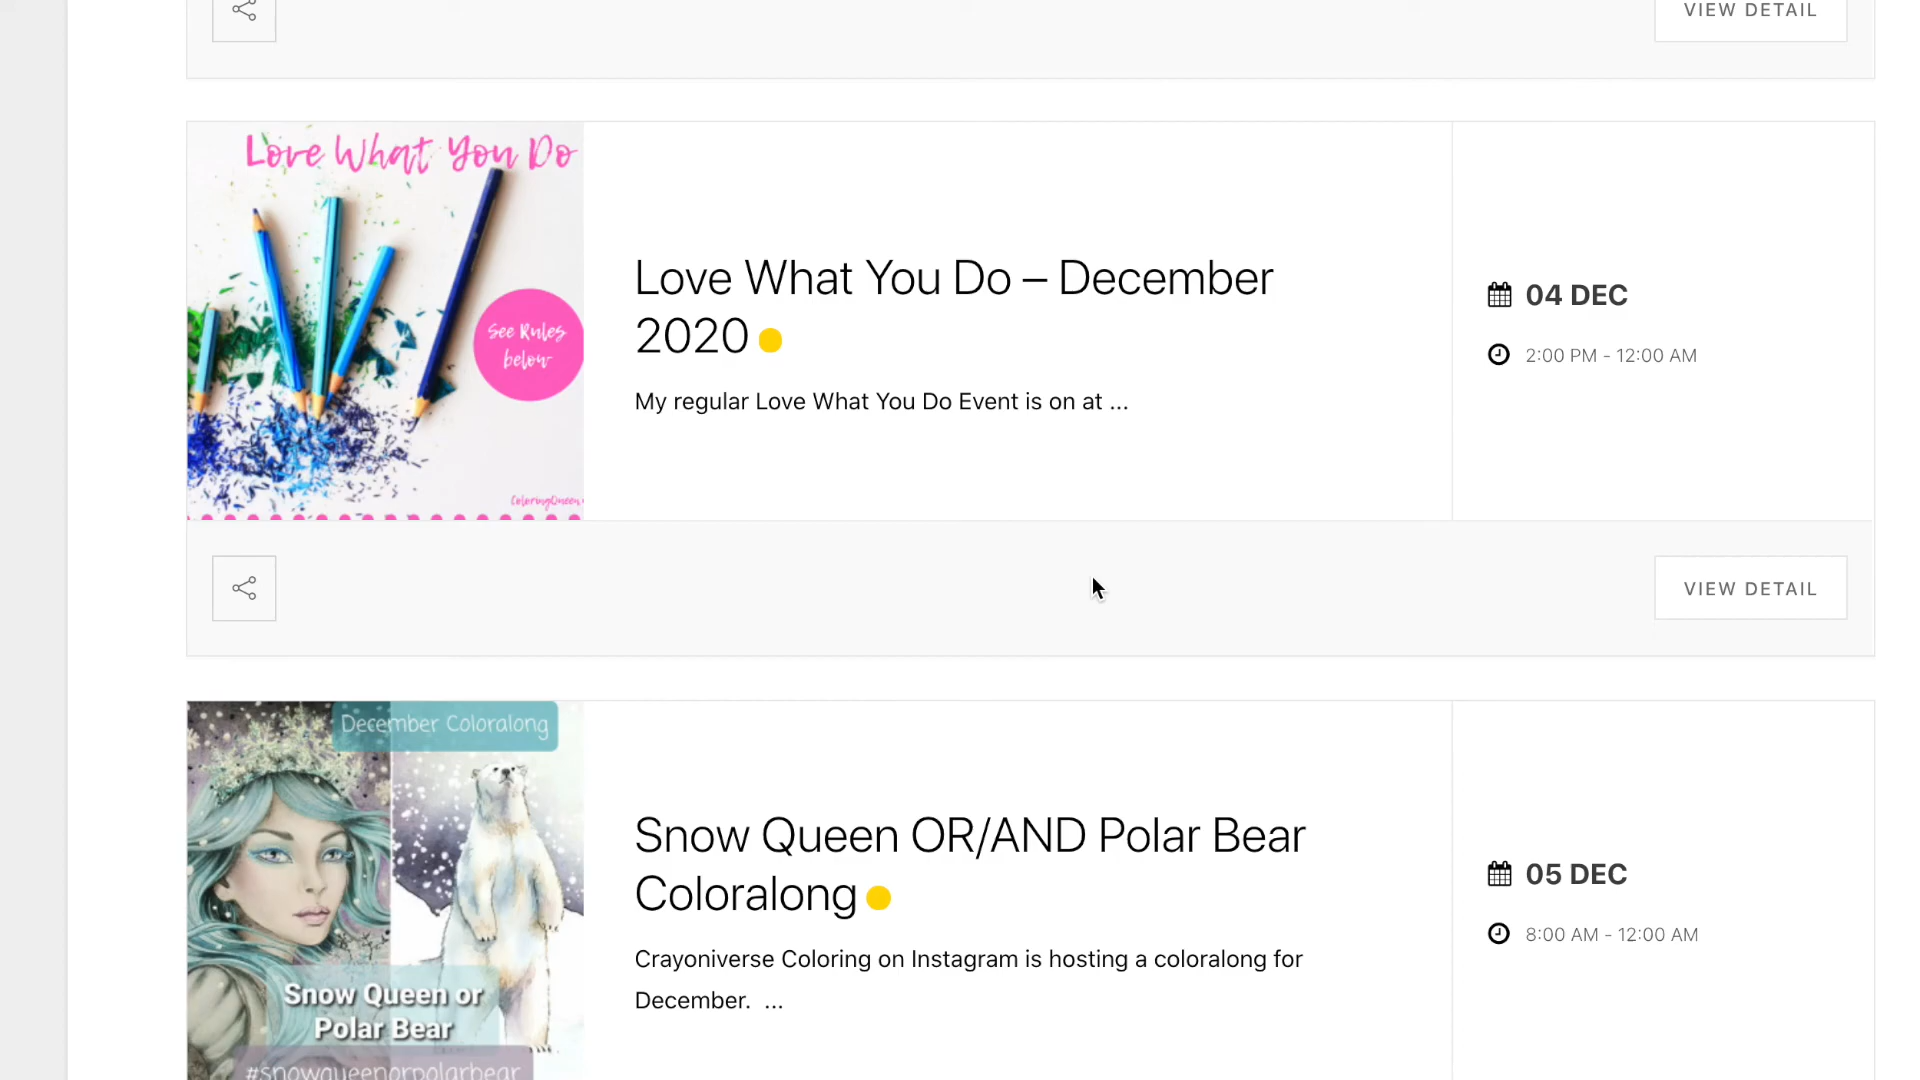 VIEW DETAIL
Love What You Do
See Rules
below
Love What You Do – December
2020
My regular Love What You Do Event is on at ...
04 DEC
2:00 PM - 12:00 AM
VIEW DETAIL
December Coloralong
Snow Queen or
Polar Bear
#snowqueenorpolarbear
Snow Queen OR/AND Polar Bear
Coloralong
Crayoniverse Coloring on Instagram is hosting a coloralong for
December. ...
05 DEC
8:00 AM - 12:00 AM